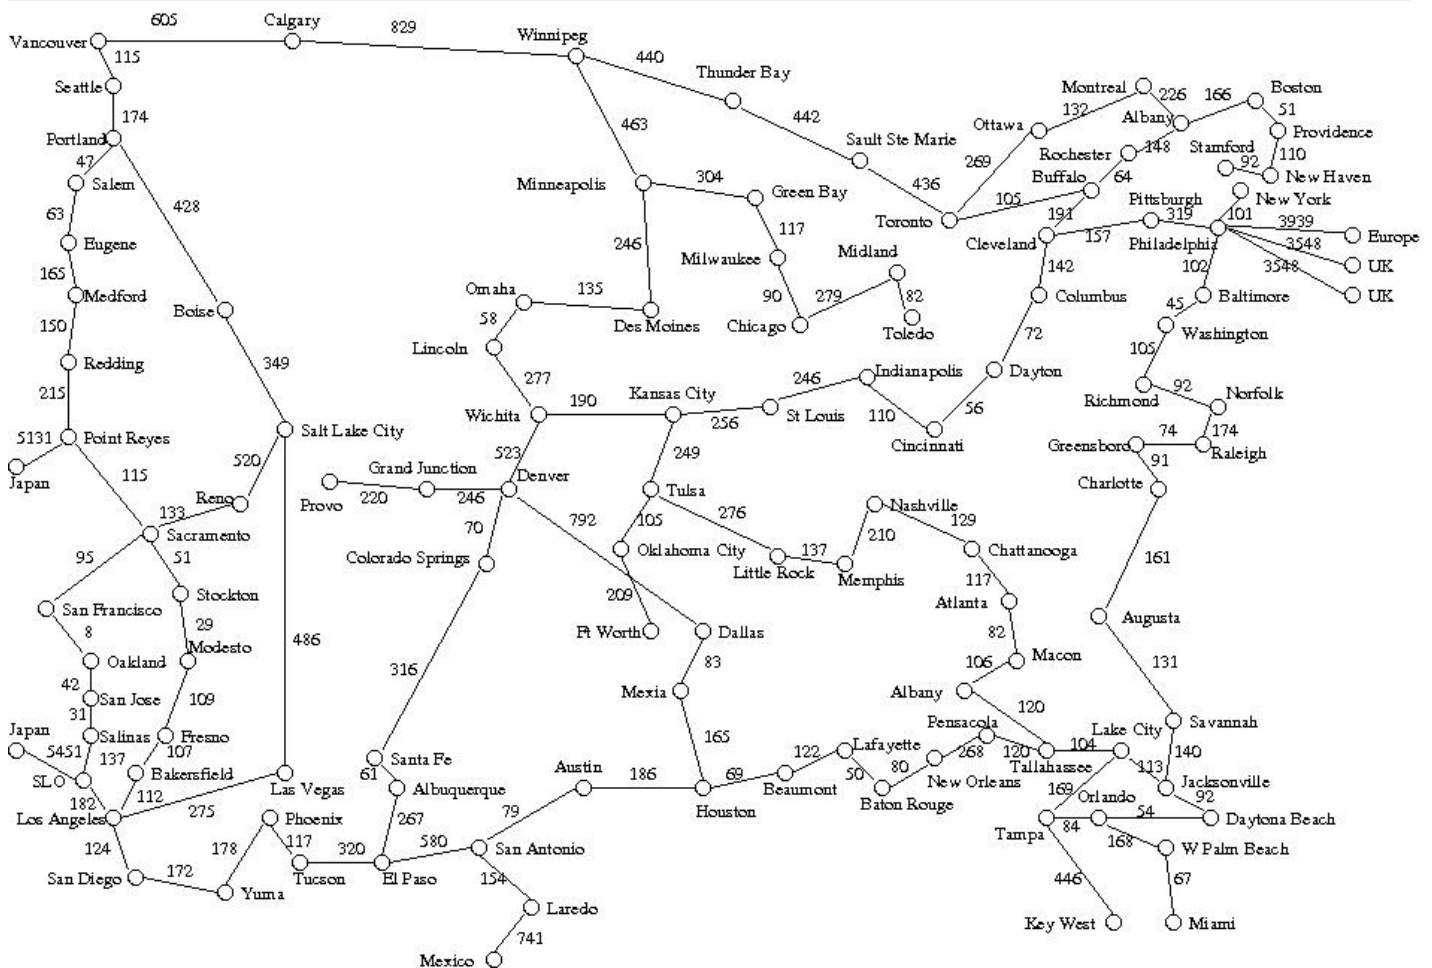 605
Calgary
Vancouver
829
Winnipeg
115
440
Thunder Bay
Seattle
Montreal
226
166
Boston
174
463
442
132
Albany
51
Portland
Ottawa
Providence
Sault Ste Marie
148
Stamford
47
Rochester
92
110
Salem
Minneapolis
304
269
64
New Haven
436
Buffalo
Green Bay
105
Pittsburgh
New York
428
63
Toronto
191
319
101
3939
117
Eugene
Cleveland
157
Philadelphia
Europe
246
Midland
3548
Milwaukee
142
102
3548
UK
165
Omaha
135
90
279
82
Medford
Columbus
Baltimore
UK
Boise
58
Des Moines
Chicago
Toledo
45
150
72
Washington
Lincoln
105
Redding
349
246
Indianapolis
Dayton
277
Kansas City
92
215
190
110
56
Richmond
Norfolk
Wichita
256
St Louis
5131
Point Reyes
Salt Lake City
Cincinnati
74
174
Greensboro
Raleigh
520
523
249
91
115
Grand Junction
Denver
Japan
Charlotte
Reno
Provo
220
246
Tulsa
Nashville
133
276
105
129
Sacramento
70
792
210
95
51
Colorado Springs
Oklahoma City
137
Chattanooga
Little Rock
Memphis
161
117
Stockton
209
San Francisco
Atlanta
29
Augusta
8
Ft Worth
Dallas
82
486
Modesto
Oakland
316
83
106
Macon
131
42
San Jose
109
Mexia
Albany
120
31
Pensacola
Lake City
Savannah
Japan
Salinas
Fresno
165
Lafayette
5451
137
107
Santa Fe
122
268
120
104
140
61
Tallahassee
SLO
Bakersfield
Austin
69
50
80
New Orleans
113
182
112
Las Vegas
Albuquerque
186
Beaumont
169
Jacksonville
275
Baton Rouge
Orlando
92
Los Angeles
Phoenix
79
Houston
54
267
Tampa
84
Daytona Beach
124
178
117
320
580
168
San Antonio
W Palm Beach
172
154
San Diego
Tucson
El Paso
446
67
Yuma
Laredo
Key West
Miami
741
Mexico